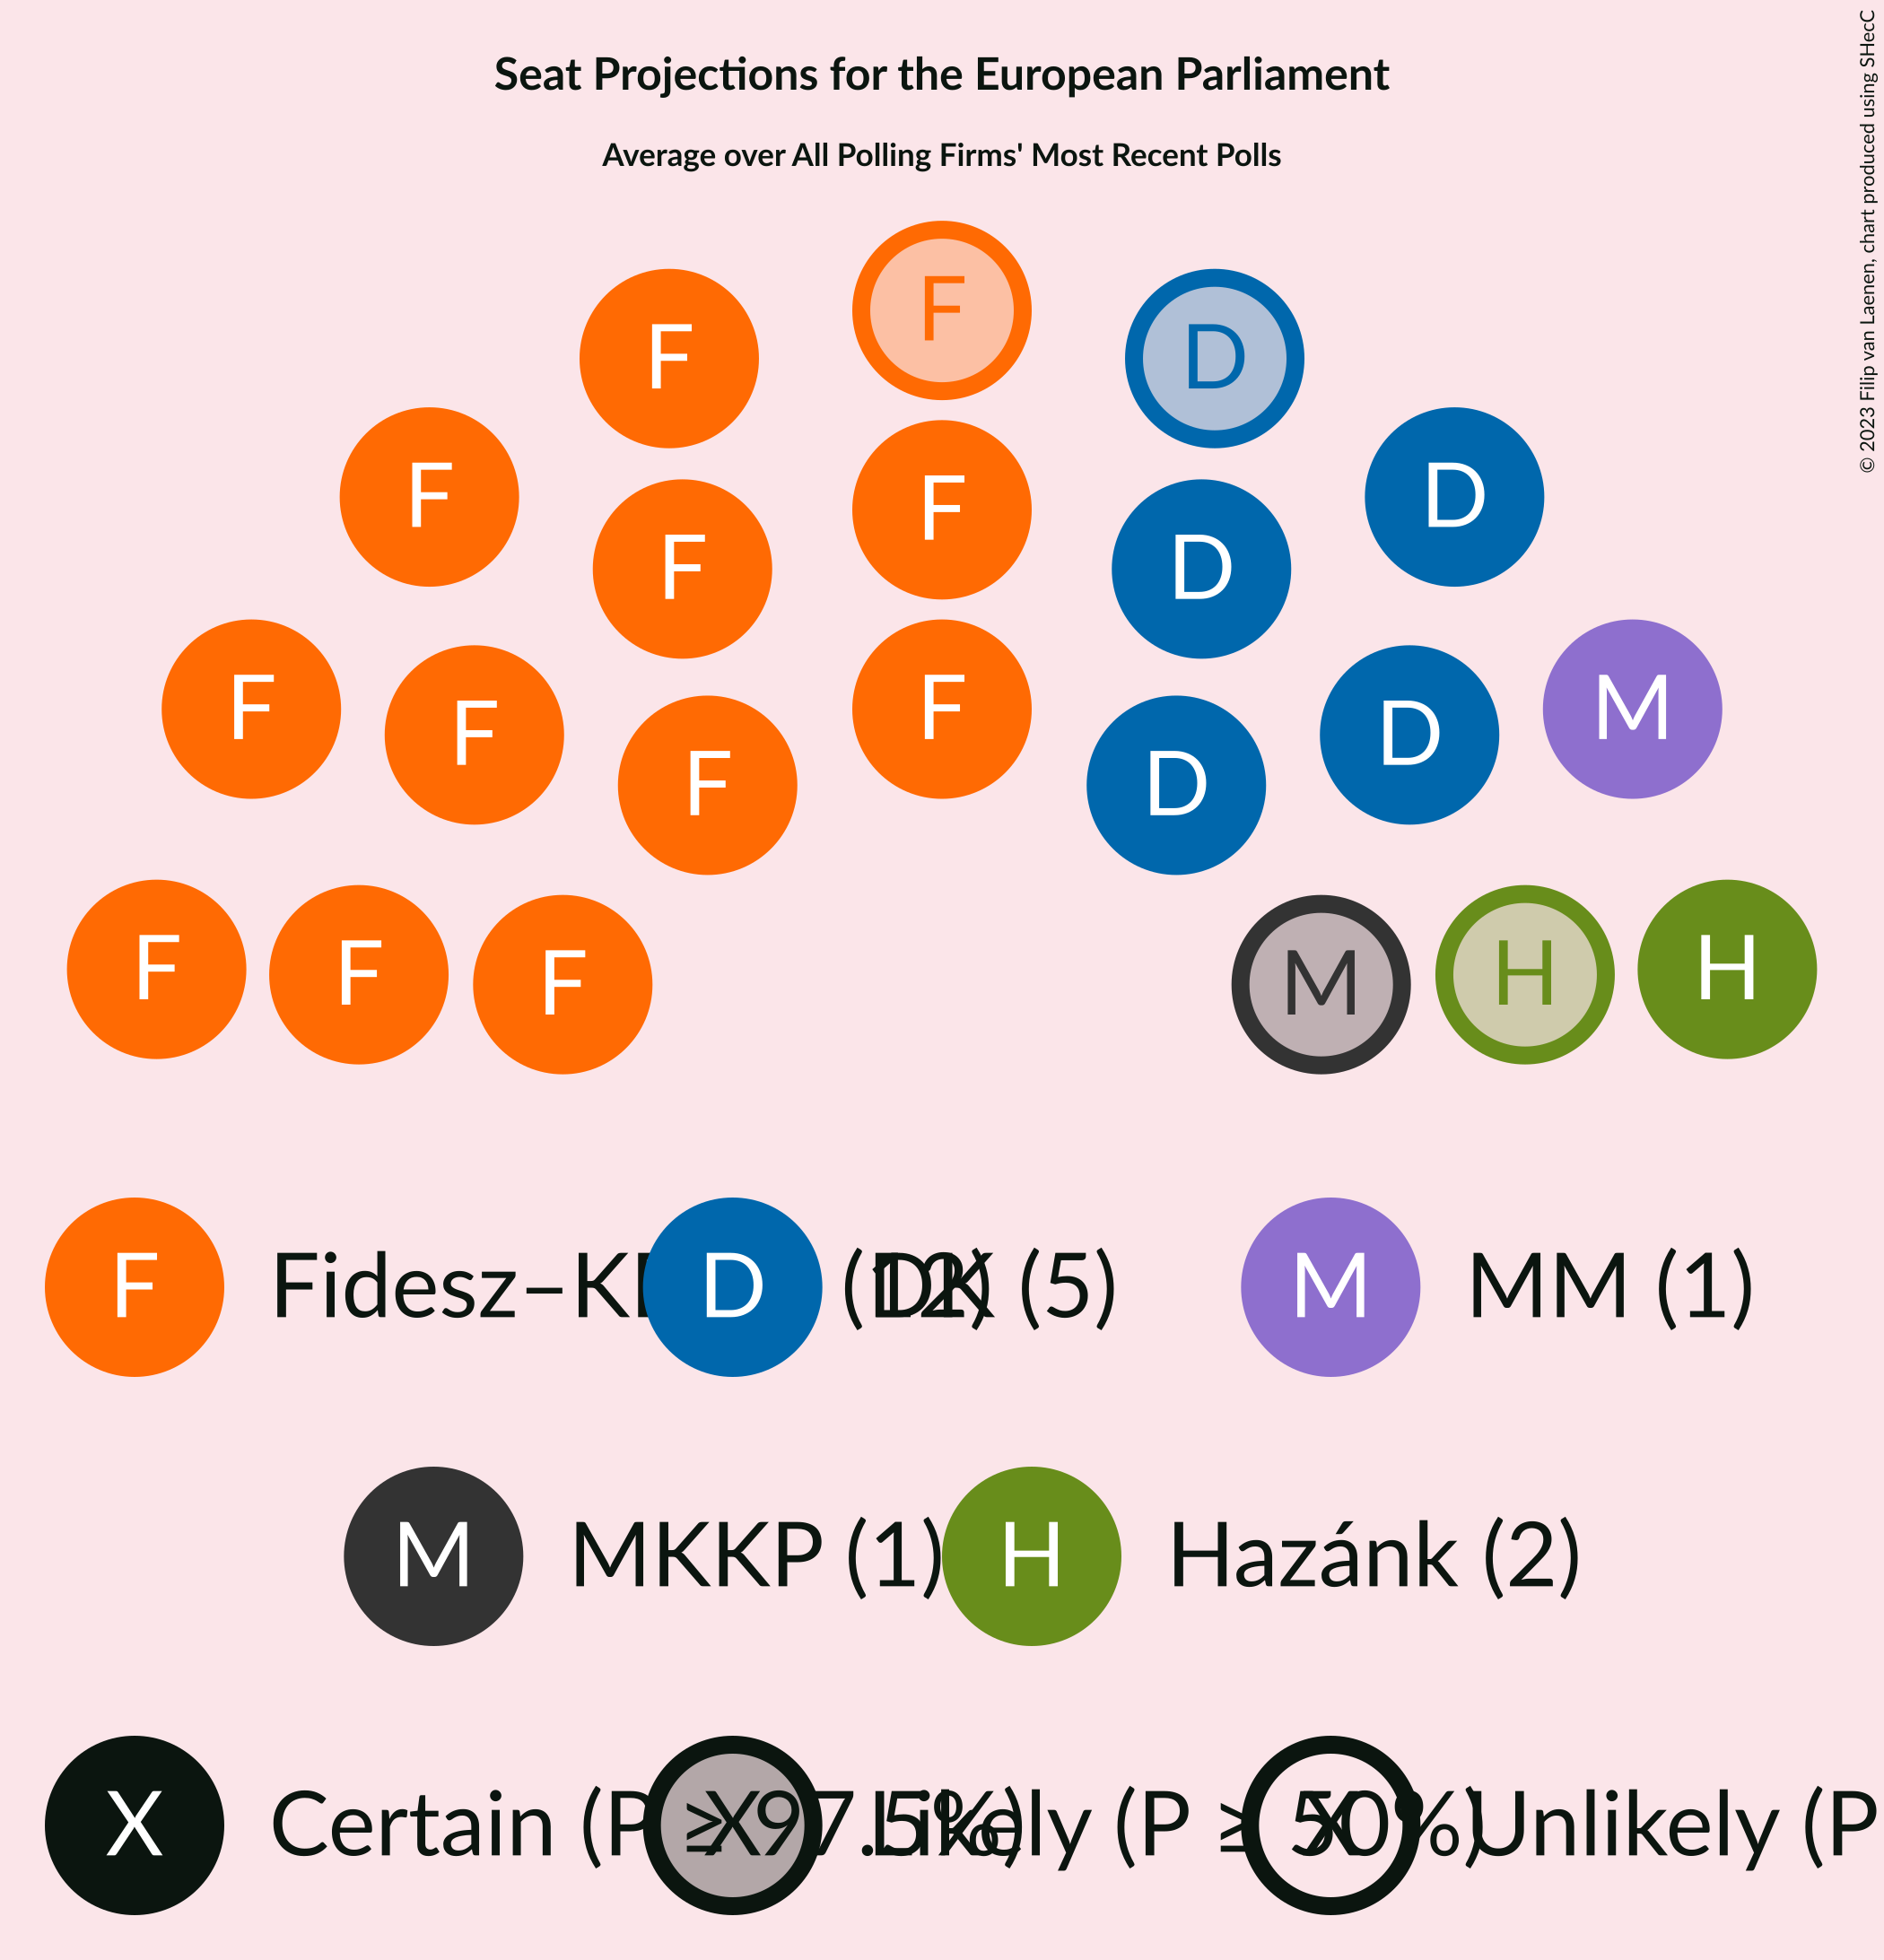 Seat Projections for the European Parliament
Average over All Polling Firms' Most Recent Polls
© 2023 Filip van Laenen, chart produced using SHecC
F
F D
F D
F
F D
F M
F D
F D
F
F H
F H
F M
F Fidesz–K D (12) DK (5) M MM (1)
M MKKP (1) H Hazánk (2)
X Certain (P ≥ 97.5%) X Likely (P ≥ 50%) X Unlikely (P